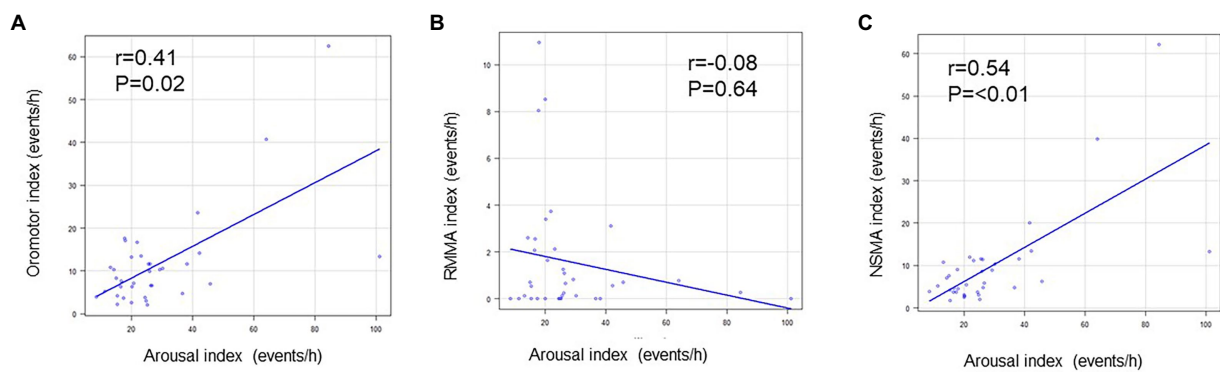 A
r=0.41
P=0.02
Oromotor index (events/h)
60
50
40
30
20
10
0
20
40
60
80
100
Arousal index (events/h)
B
r=-0.08
P=0.64
RMMA index (events/h)
10
8
6
4
2
0
20
40
60
80
100
Arousal index (events/h)
C
r=0.54
P=<0.01
NSMA index (events/h)
60
50
40
30
20
10
0
20
40
60
80
100
Arousal index (events/h)